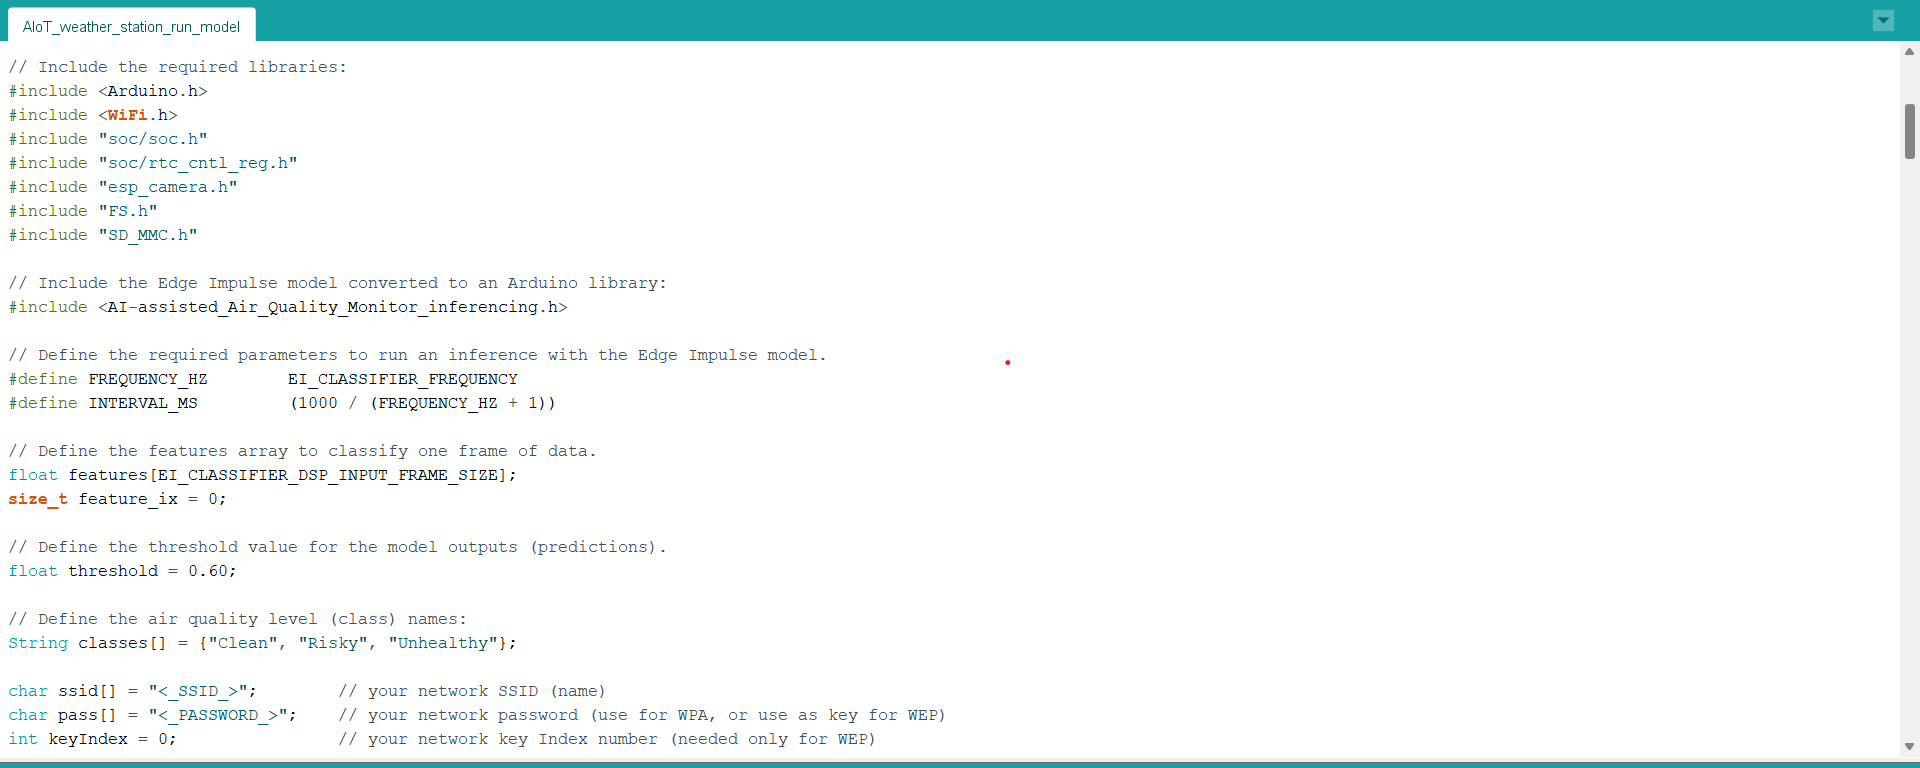 AIoT_weather_station_run_model
// Include the required libraries:
#include <Arduino.h>
#include <WiFi.h>
#include "soc/soc.h"
#include "soc/rtc_cntl_reg.h"
#include "esp_camera.h"
#include "FS.h"
#include "SD_MMC.h"
// Include the Edge Impulse model converted to an Arduino library:
#include <AI-assisted_Air_Quality_Monitor_inferencing.h>
// Define the required parameters to run an inference with the Edge Impulse model.
#define FREQUENCY_HZ        EI_CLASSIFIER_FREQUENCY
#define INTERVAL_MS         (1000 / (FREQUENCY_HZ + 1))
// Define the features array to classify one frame of data.
float features[EI_CLASSIFIER_DSP_INPUT_FRAME_SIZE];
size_t feature_ix = 0;
// Define the threshold value for the model outputs (predictions).
float threshold = 0.60;
// Define the air quality level (class) names:
String classes[] = {"Clean", "Risky", "Unhealthy"};
char ssid[] = "<_SSID_>";        // your network SSID (name)
char pass[] = "<_PASSWORD_>";    // your network password (use for WPA, or use as key for WEP)
int keyIndex = 0;                // your network key Index number (needed only for WEP)